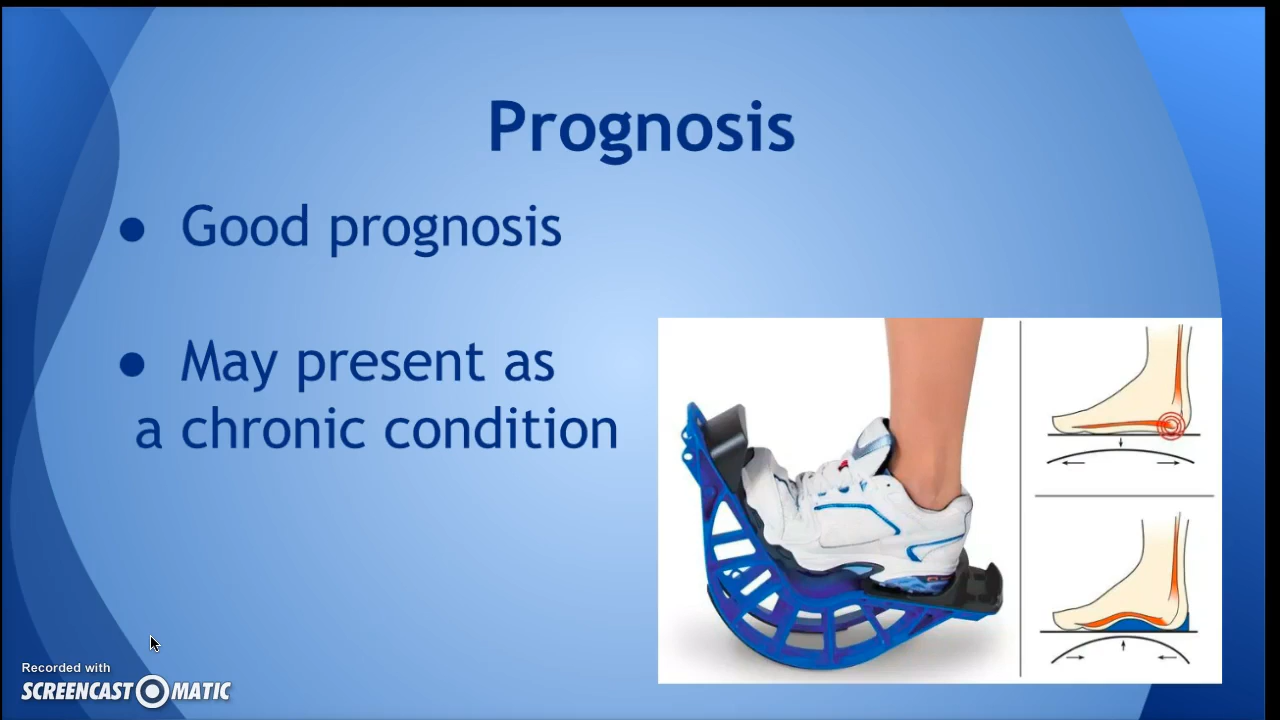 Prognosis
● Good prognosis
● May present as
a chronic condition
Recorded with
SCREENCAST O MATIC